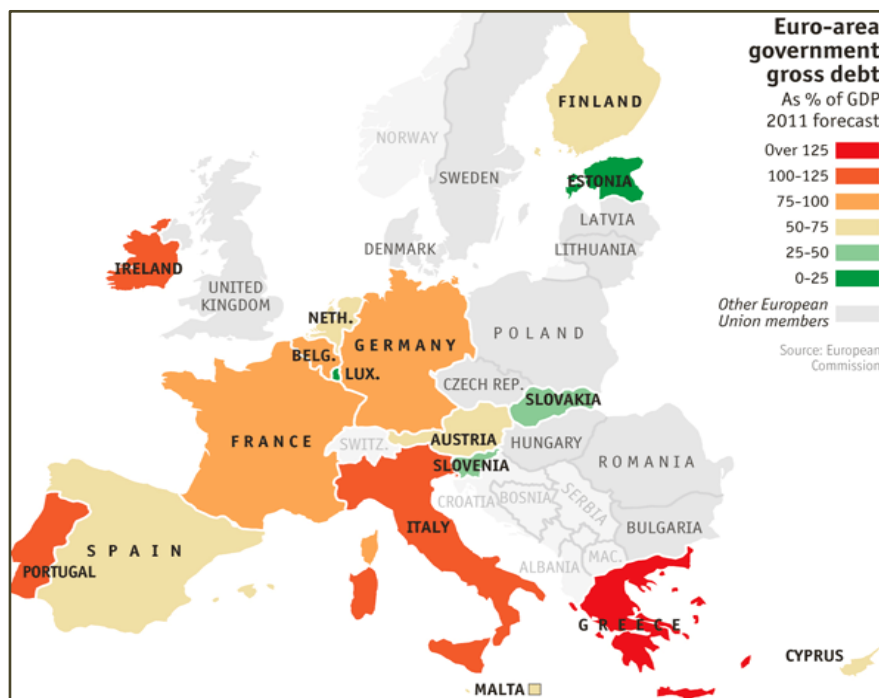 Euro-area
government
gross debt
As % of GDP
2011 forecast
Over 125
100-125
75-100
50-75
25-50
0-25
Other European
Union members
Source: European
Commission
FINLAND
NORWAY
SWEDEN
ESTONIA
LATVIA
LITHUANIA
DENMARK
IRELAND
UNITED
KINGDOM
NETH.
POLAND
GERMANY
BELG.
LUX.
CZECH REP.
SLOVAKIA
FRANCE
SWITZ.
AUSTRIA
HUNGARY
SLOVENIA
ROMANIA
CROATIA
BOSNIA
SERBIA
ITALY
BULGARIA
SPAIN
PORTUGAL
MAC.
ALBANIA
GREECE
CYPRUS
MALTA